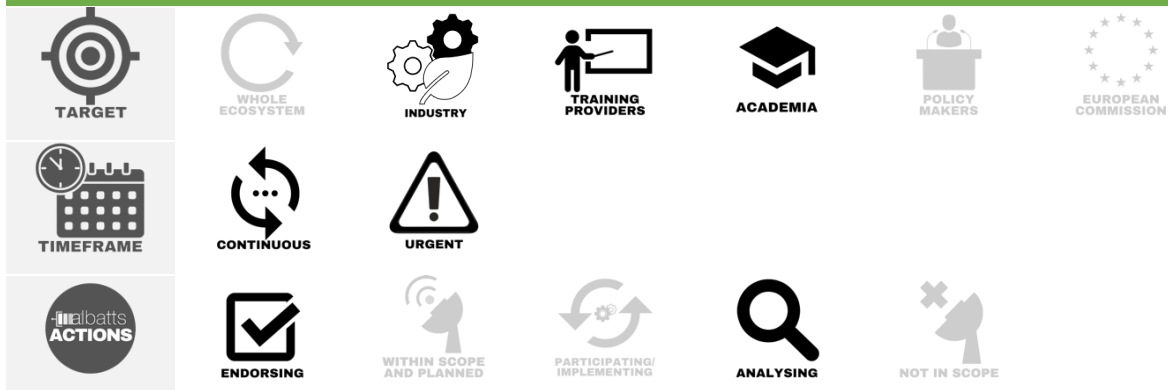 TARGET
WHOLE
ECOSYSTEM
INDUSTRY
TRAINING
PROVIDERS
ACADEMIA
POLICY
MAKERS
EUROPEAN
COMMISSION
TIMEFRAME
CONTINUOUS
URGENT
albatts
ACTIONS
ENDORSING
WITHIN SCOPE
AND PLANNED
PARTICIPATING/
IMPLEMENTING
ANALYSING
NOT IN SCOPE